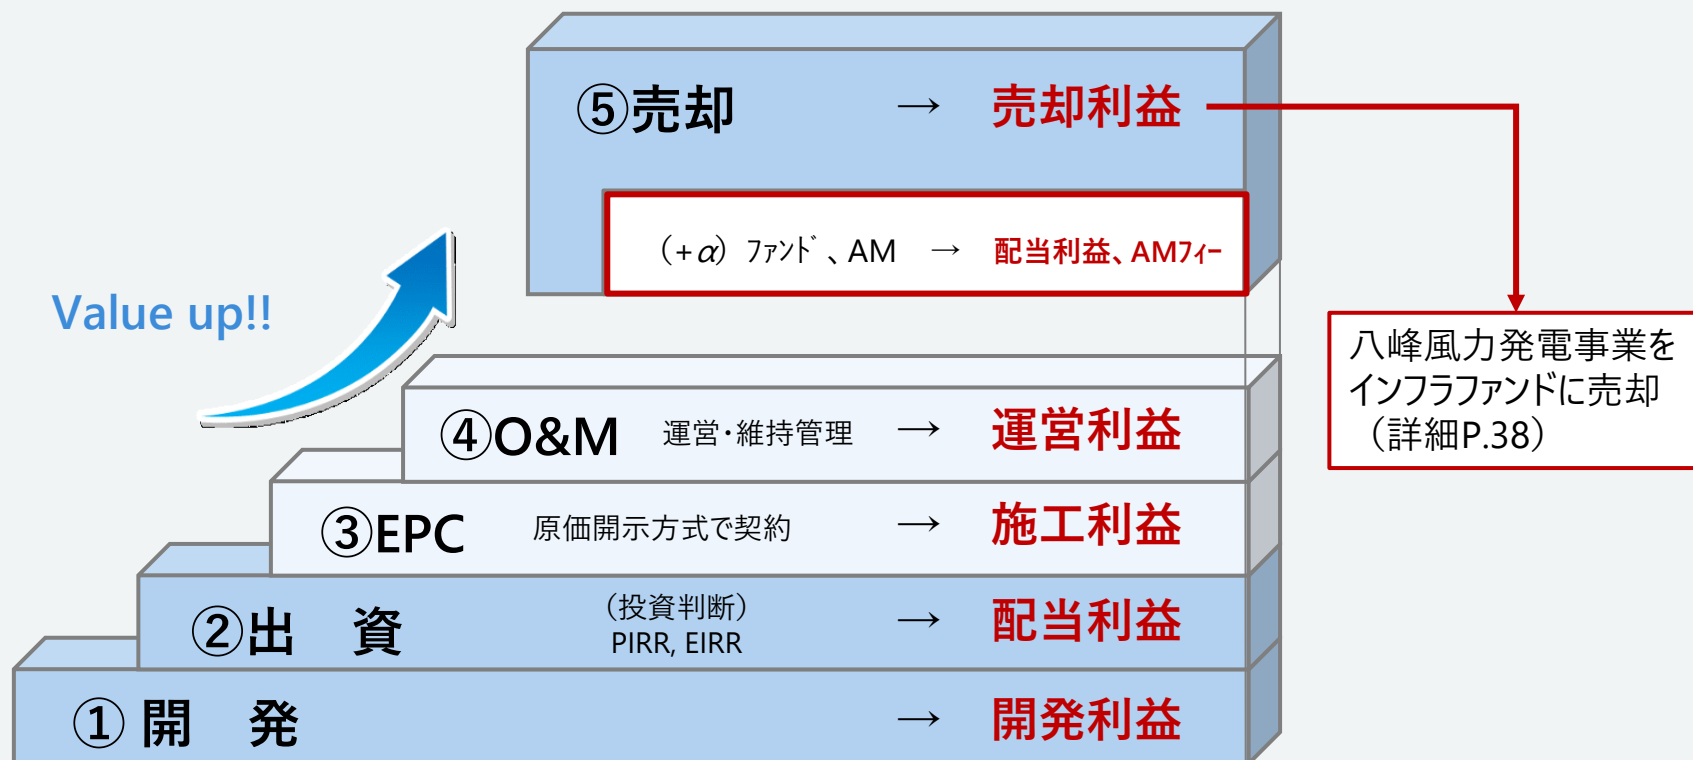 ⑤売却 → 売却利益
(+α) ﾌｧﾝﾄﾞ、AM → 配当利益、AMﾌｨｰ
Value up!!
八峰風力発電事業を
インフラファンドに売却
(詳細P.38)
④O&M 運営・維持管理 → 運営利益
③EPC 原価開示方式で契約 → 施工利益
②出 資 (投資判断) → 配当利益
PIRR, EIRR
① 開 発 → 開発利益